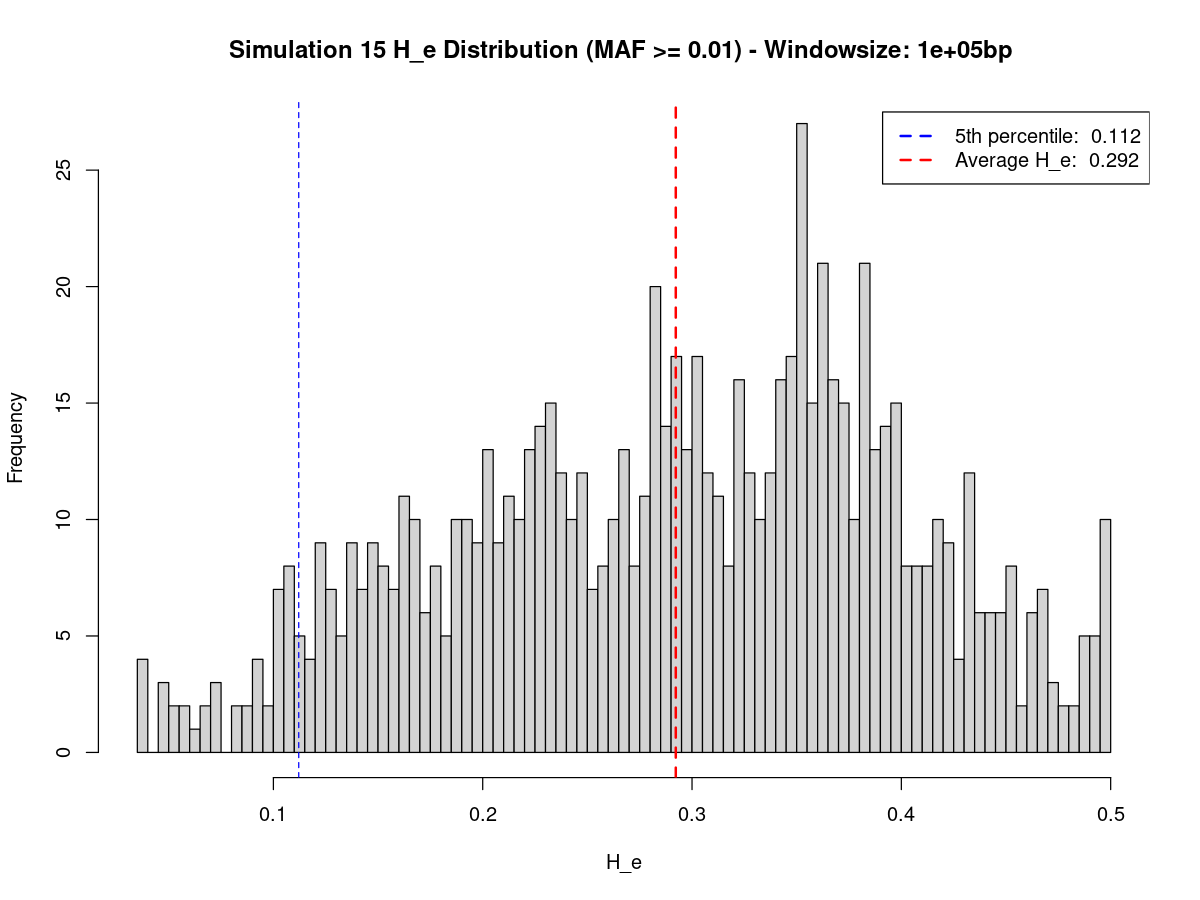 Simulation 15 H_e Distribution (MAF >= 0.01) - Windowsize: 1e+05bp
5th percentile: 0.112
Average H_e: 0.292
25
20
15
10
5
0
Frequency
0.1 0.2 0.3 0.4 0.5
H_e